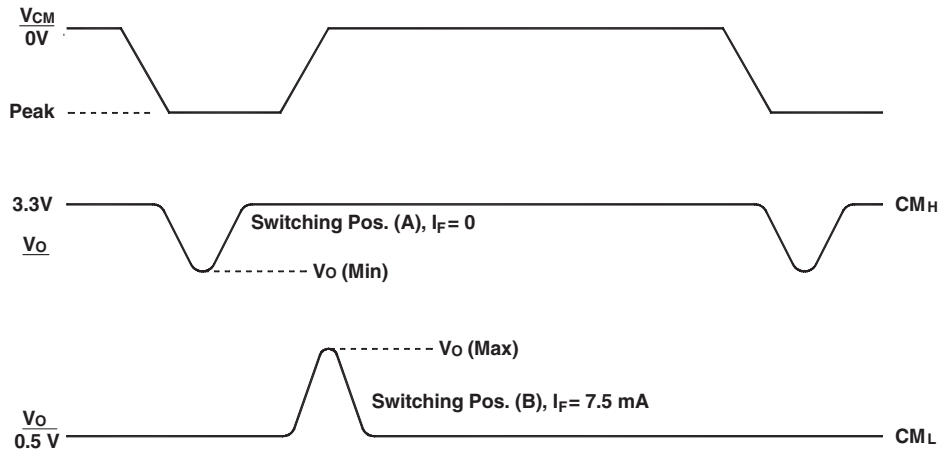 VCM
0V
Peak
3.3V
CMH
Switching Pos. (A), IF = 0
VO
VO (Min)
VO (Max)
Switching Pos. (B), IF = 7.5 mA
VO
0.5 V
CML